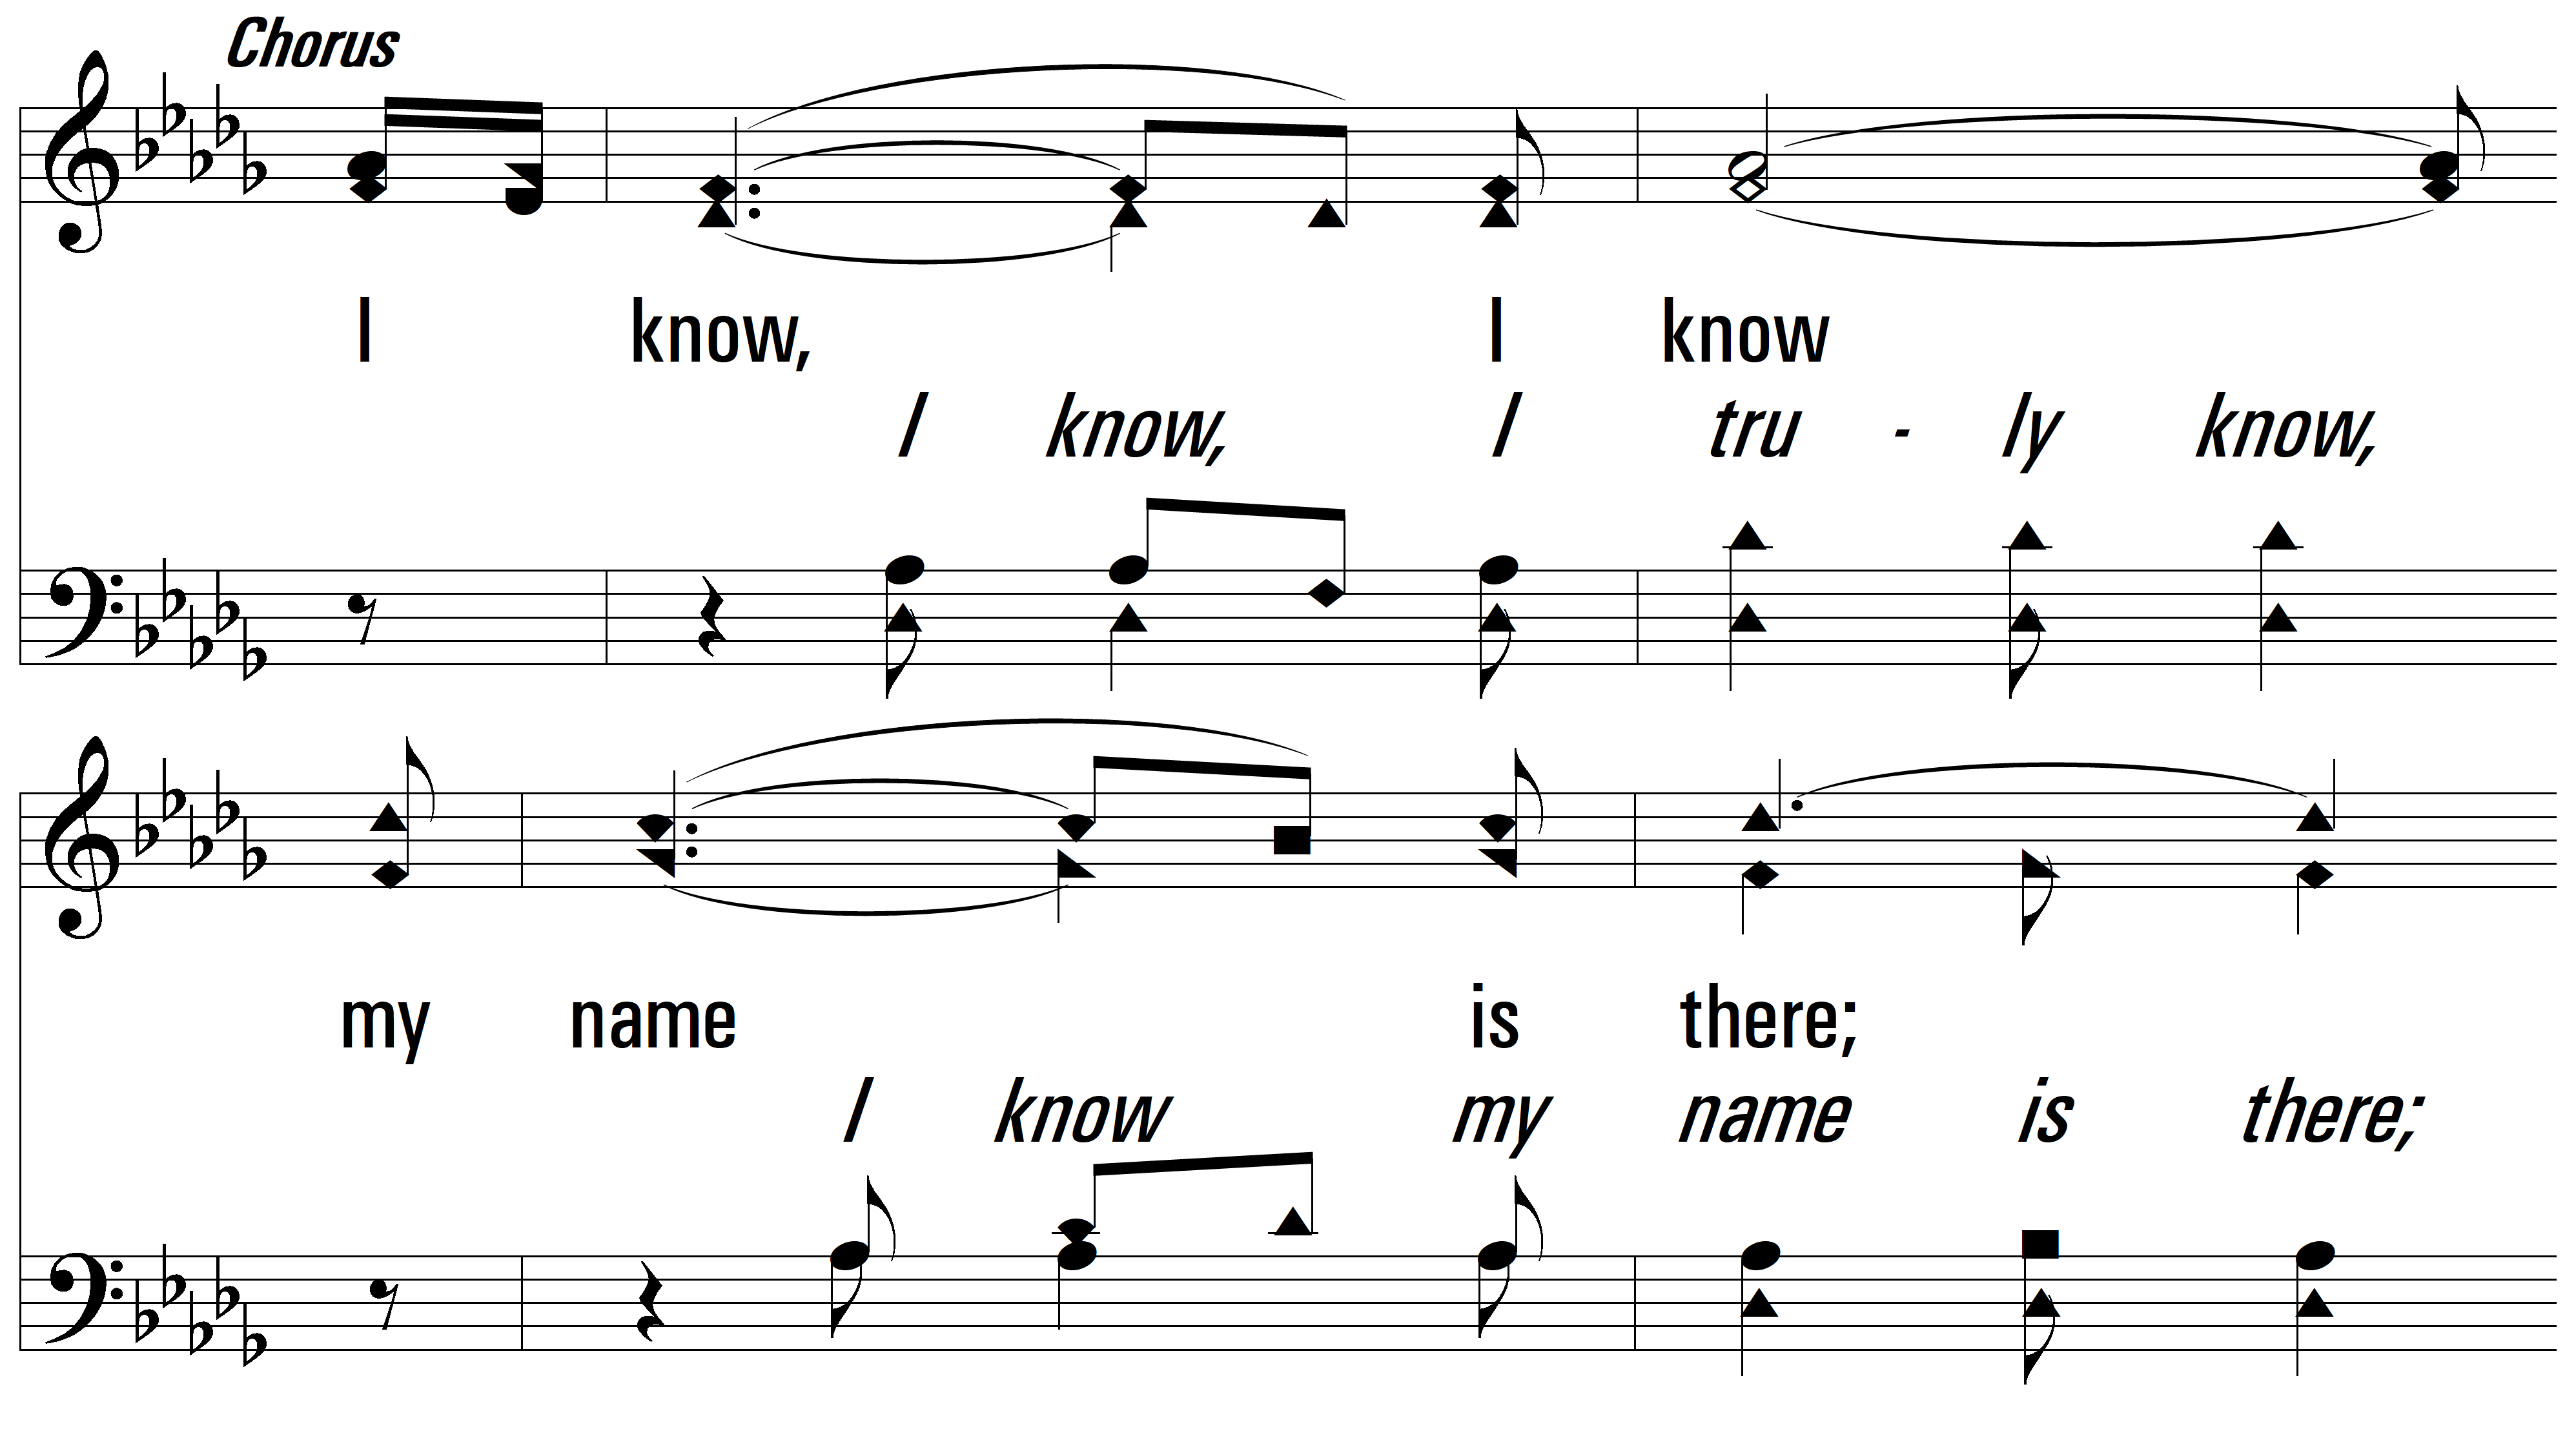 Chorus
I know, I know
I know, I tru - ly know,
my name is there;
I know my name is there;